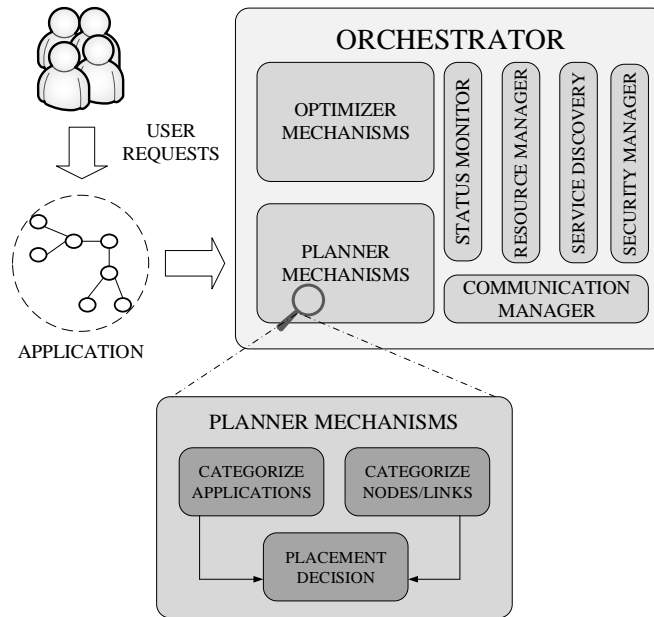 ORCHESTRATOR
OPTIMIZER
MECHANISMS
STATUS MONITOR
RESOURCE MANAGER
SERVICE DISCOVERY
SECURITY MANAGER
USER
REQUESTS
PLANNER
MECHANISMS
COMMUNICATION
MANAGER
APPLICATION
PLANNER MECHANISMS
CATEGORIZE
APPLICATIONS
CATEGORIZE
NODES/LINKS
PLACEMENT
DECISION